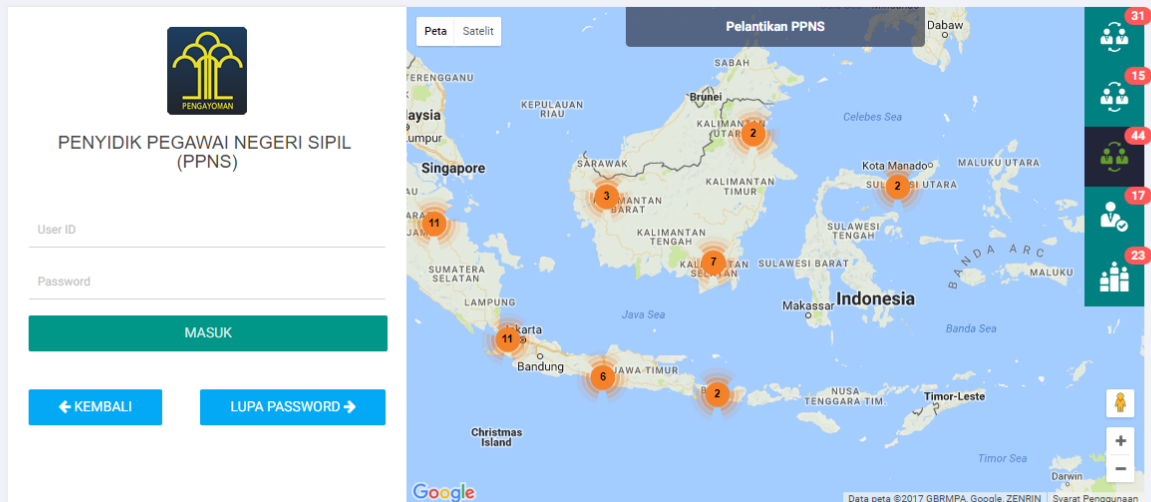 PENGAYOMAN
PENYIDIK PEGAWAI NEGERI SIPIL
(PPNS)
User ID
Password
MASUK
KEMBALI
LUPA PASSWORD
Peta
Satelit
Pelantikan PPNS
Dabaw
31
15
44
17
23
SABAH
Brunei
KEPULAUAN
RIAU
Celebes Sea
2
SARAWAK
Singapore
Kota Manado
MALUKU UTARA
2
3
KALIMANTAN
TIMUR
11
KALIMANTAN
TENGAH
SULAWESI
TENGAH
7
SULAWESI BARAT
BANDA ARC
MALUKU
SUMATERA
SELATAN
LAMPUNG
Makassar
Indonesia
Java Sea
Banda Sea
11
Bandung
6
JAWA TIMUR
2
NUSA
TENGGARA TIM.
Timor-Leste
Christmas
Island
Timor Sea
Darwin
+
−
Google
Data peta ©2017 GBRMPA, Google, ZENRIN
Syarat Penggunaan